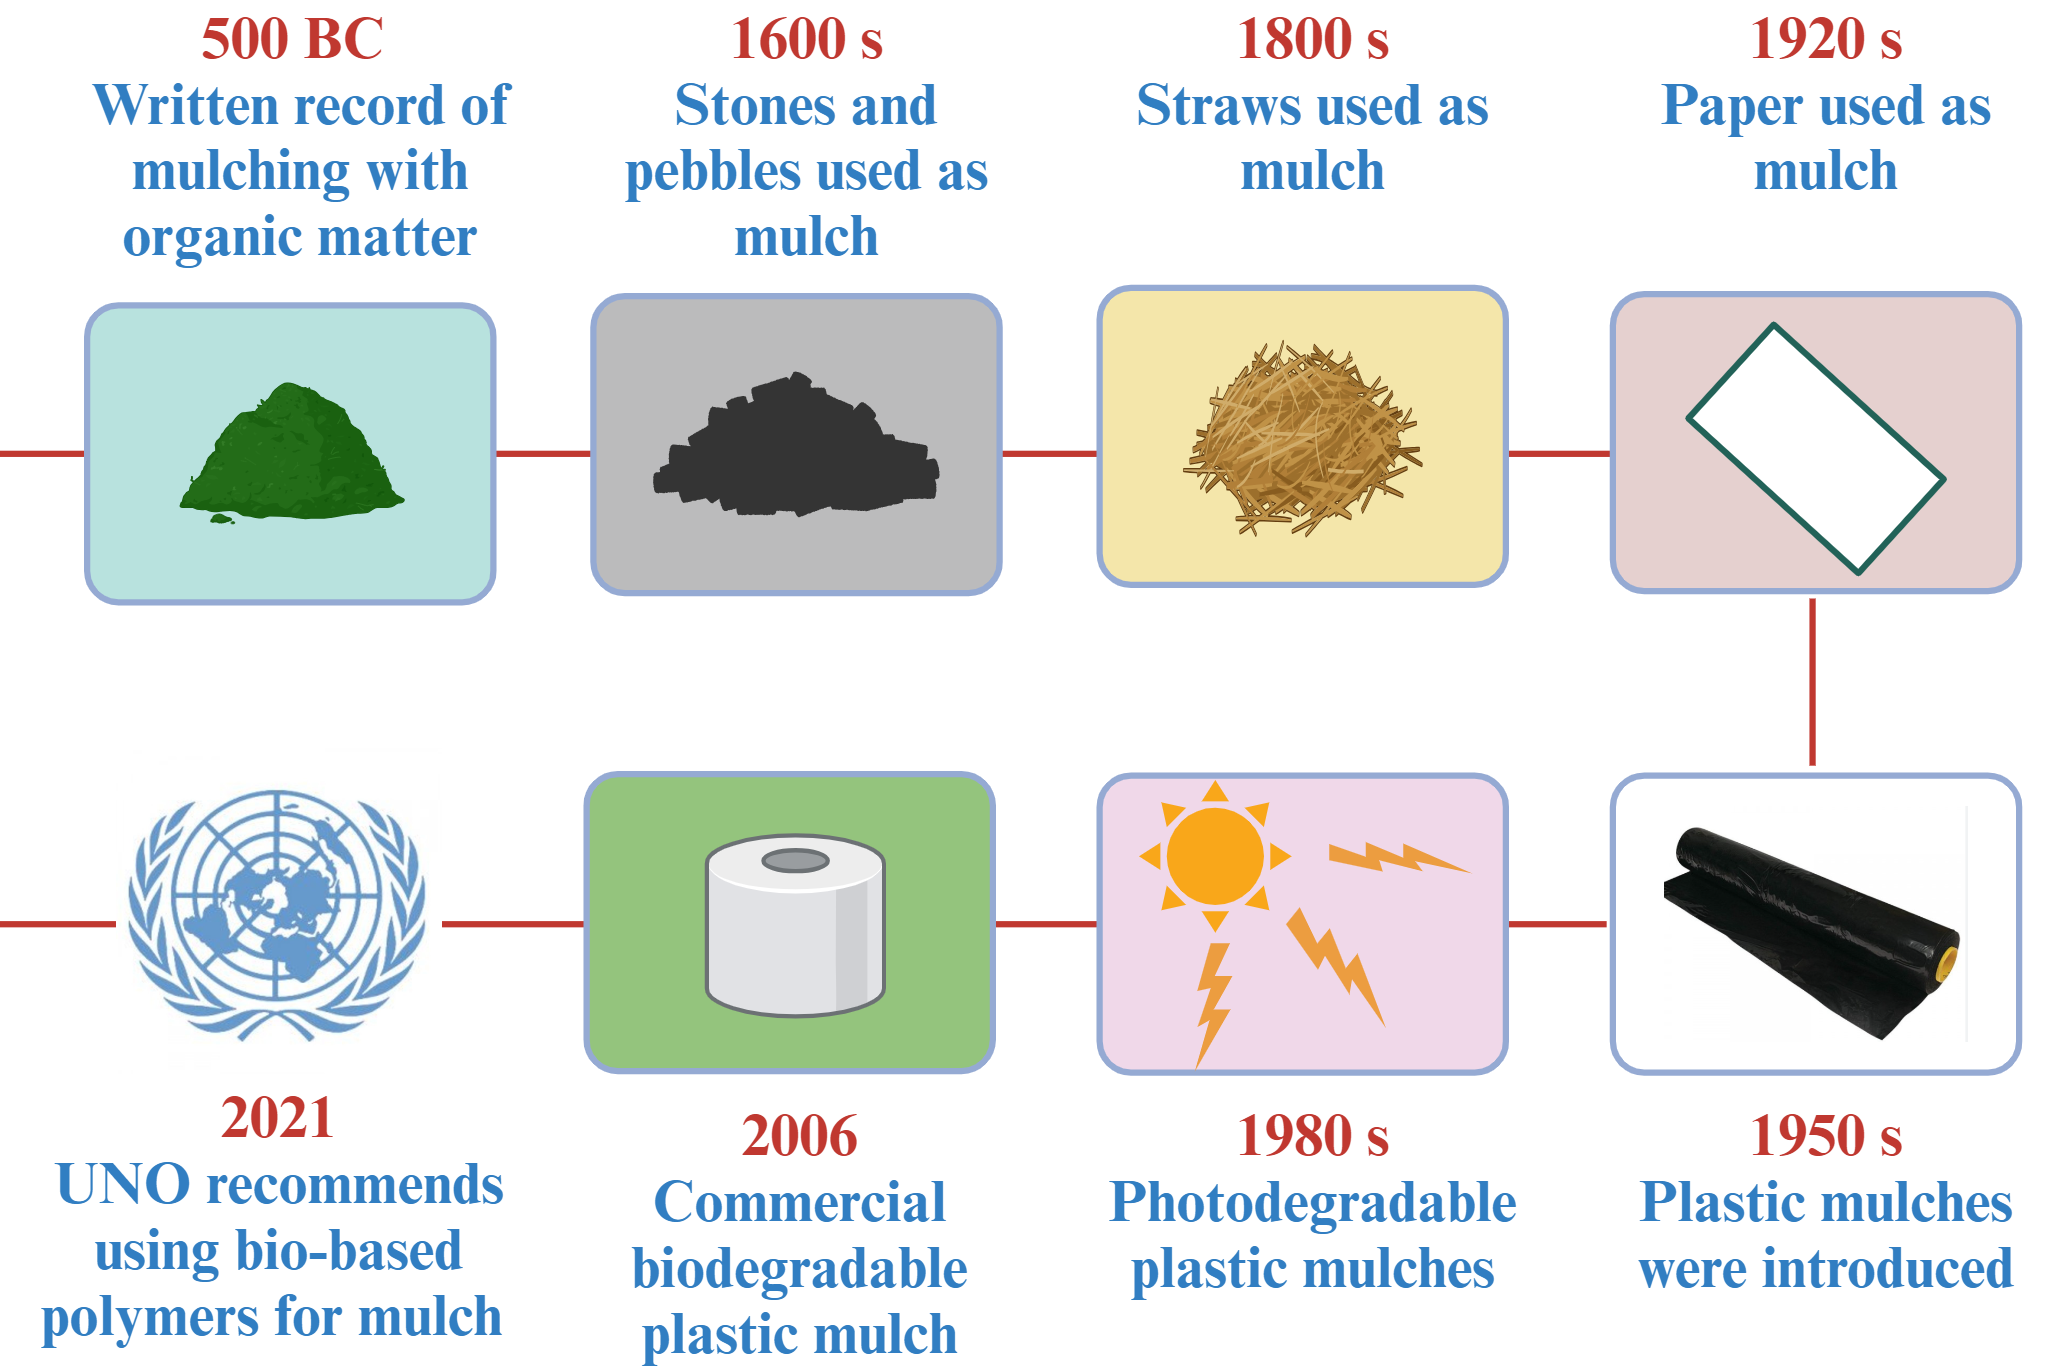 500 BC
Written record of
mulching with
organic matter
1600 s
Stones and
pebbles used as
mulch
1800 s
Straws used as
mulch
1920 s
Paper used as
mulch
2021
UNO recommends
using bio-based
polymers for mulch
2006
Commercial
biodegradable
plastic mulch
1980 s
Photodegradable
plastic mulches
1950 s
Plastic mulches
were introduced